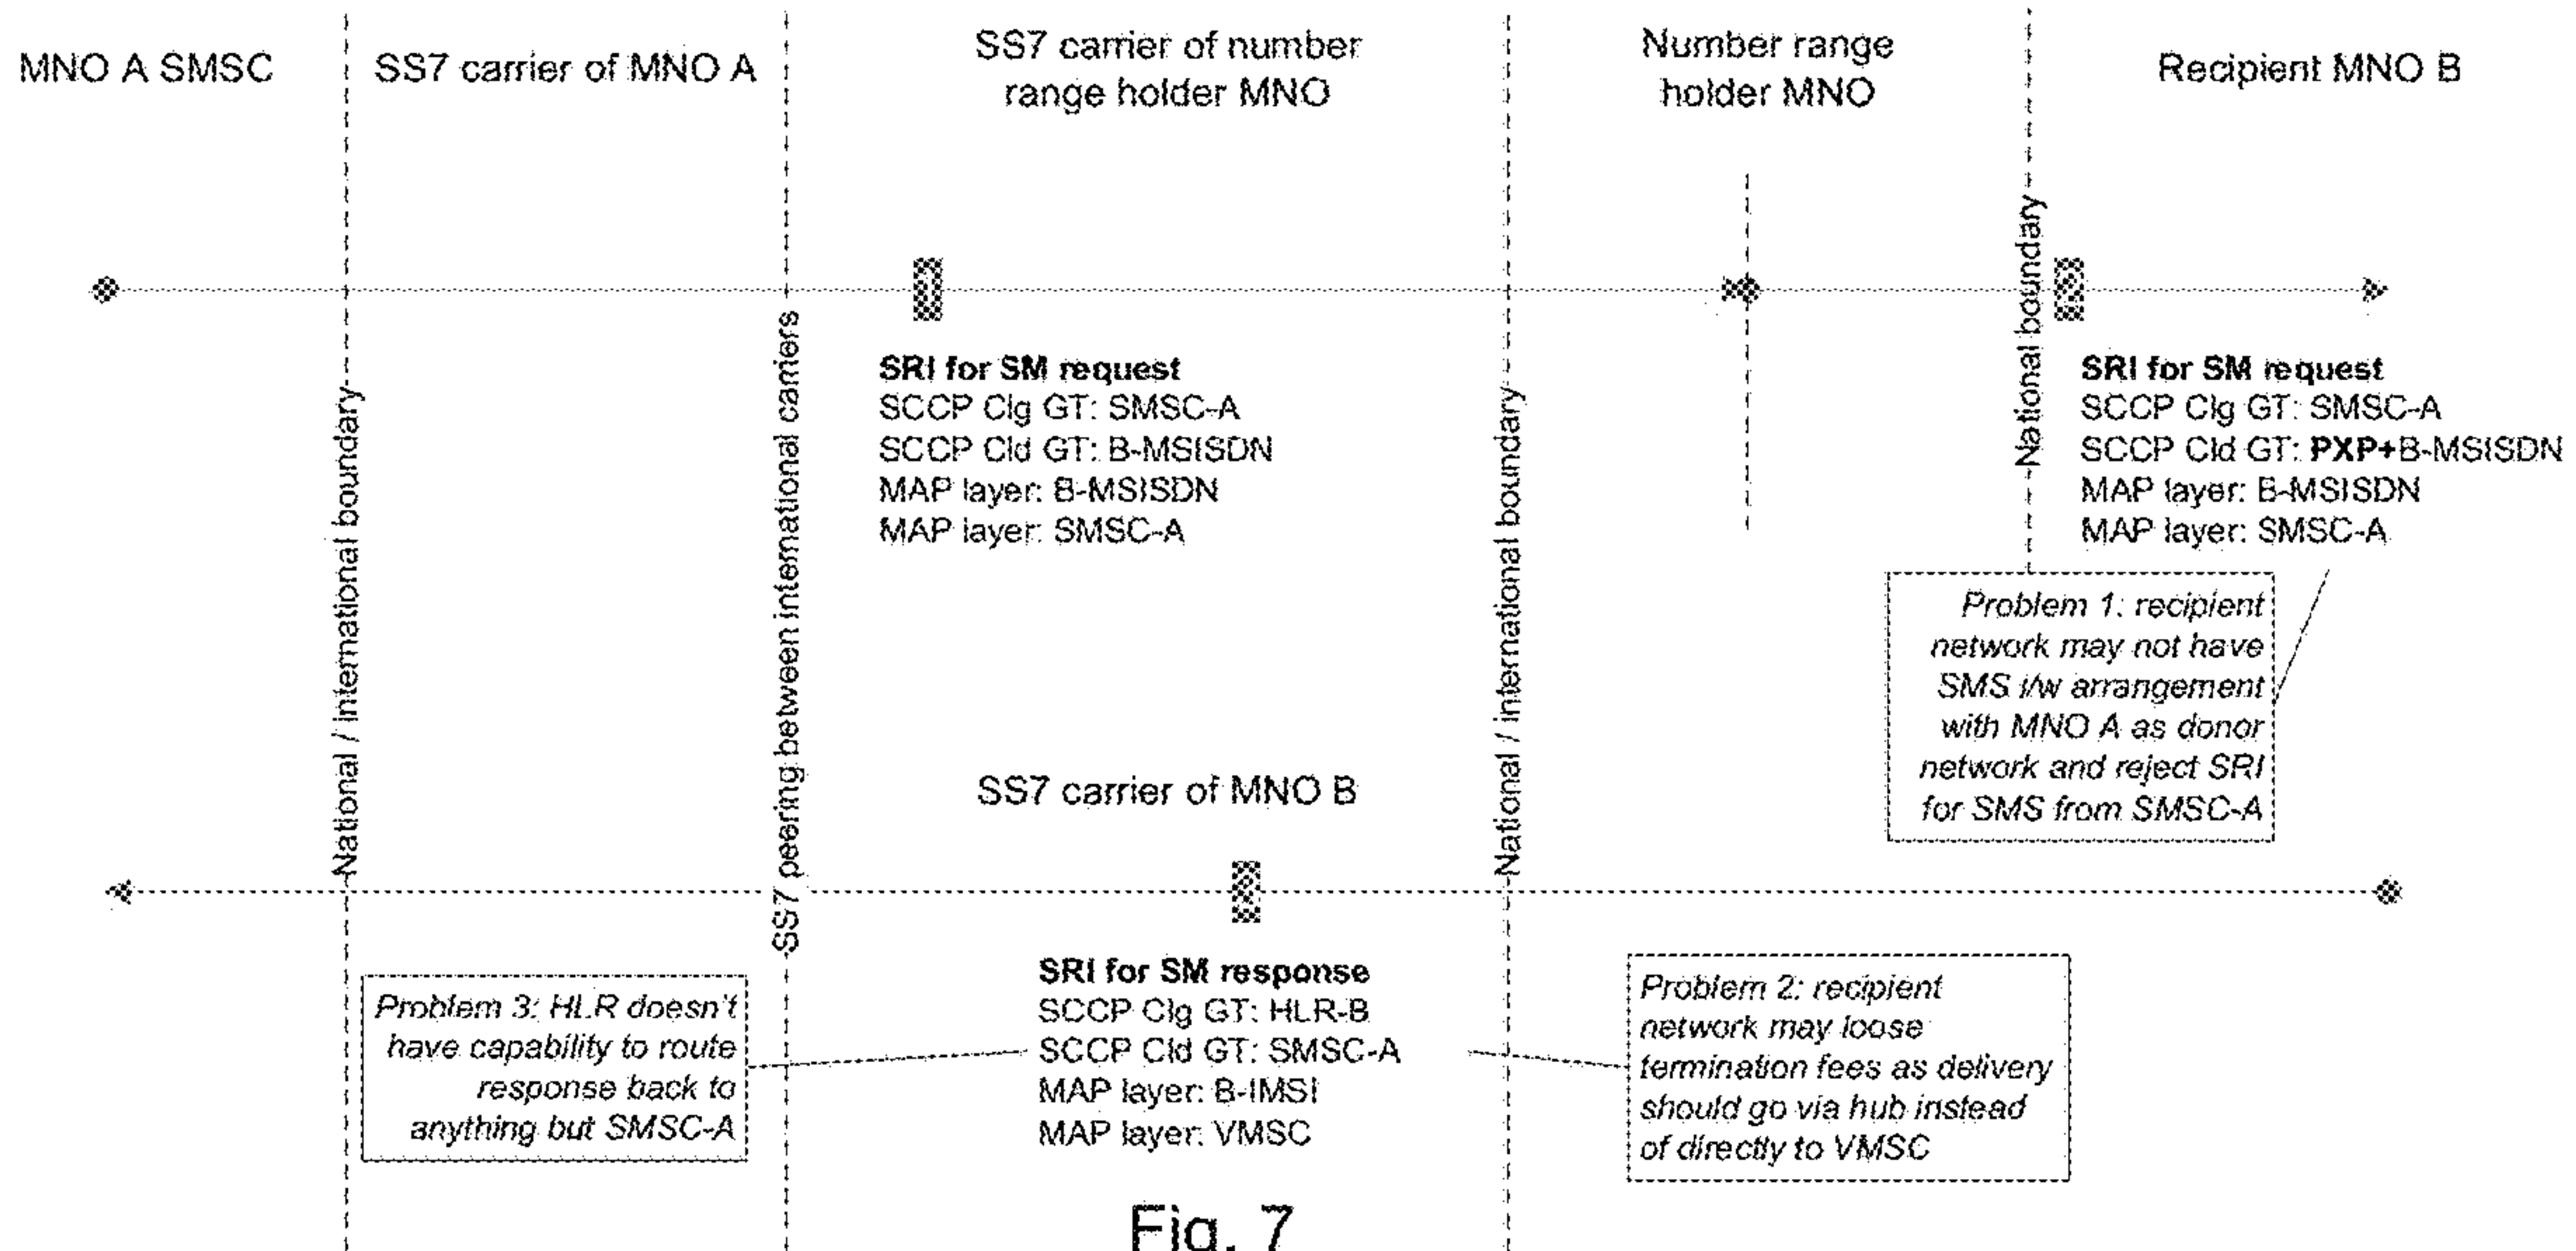 MNO A SMSC
SS7 carrier of MNO A
SS7 carrier of number
range holder MNO
Number range
holder MNO
Recipient MNO B
National / international boundary
SS7 peering between international carriers
National / international boundary
National boundary
SRI for SM request
SCCP Clg GT: SMSC-A
SCCP Cld GT: B-MSISDN
MAP layer: B-MSISDN
MAP layer: SMSC-A
SRI for SM request
SCCP Clg GT: SMSC-A
SCCP Cld GT: PXP+B-MSISDN
MAP layer: B-MSISDN
MAP layer: SMSC-A
Problem 1: recipient
network may not have
SMS i/w arrangement
with MNO A as donor
network and reject SRI
for SMS from SMSC-A
SS7 carrier of MNO B
Problem 3: HLR doesn't
have capability to route
response back to
anything but SMSC-A
SRI for SM response
SCCP Clg GT: HLR-B
SCCP Cld GT: SMSC-A
MAP layer: B-IMSI
MAP layer: VMSC
Problem 2: recipient
network may loose
termination fees as delivery
should go via hub instead
of directly to VMSC
Fig. 7